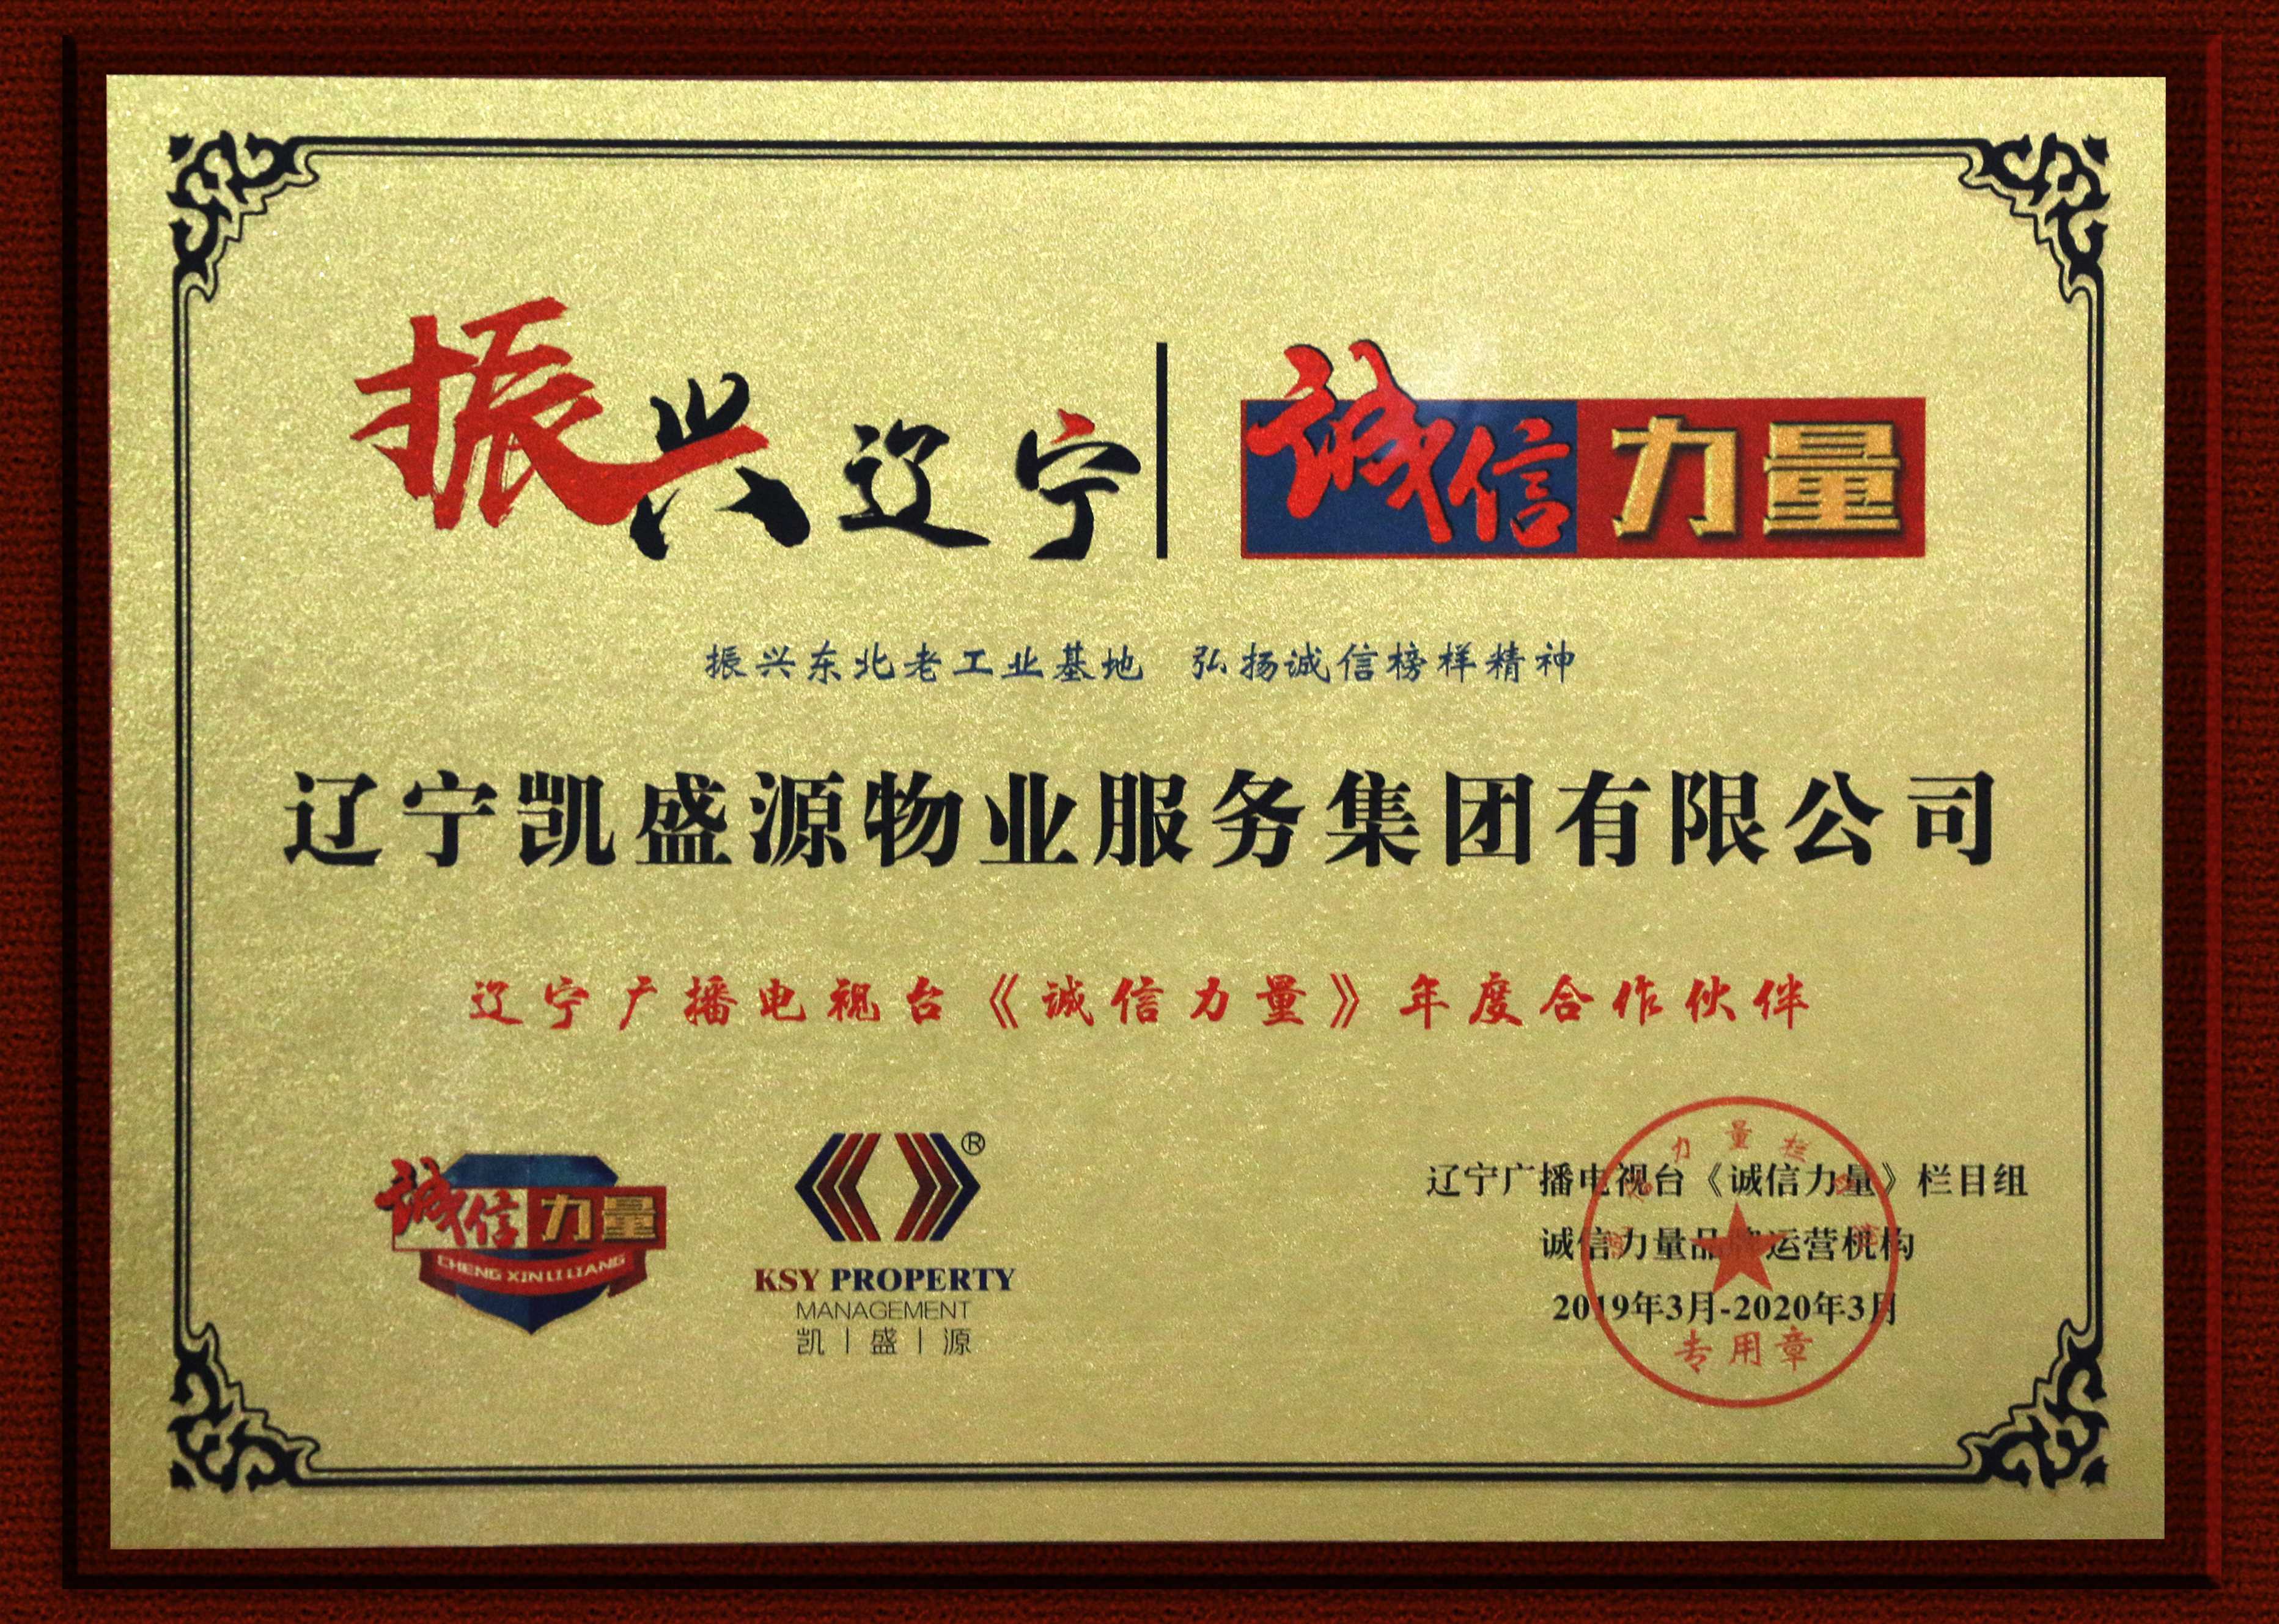 振兴辽宁 誠信力量
振兴东北老工业基地 弘扬诚信榜样精神
辽宁凯盛源物业服务集团有限公司
辽宁广播电视台《诚信力量》年度合作伙伴
誠信力量
CHENG XIN LI LIANG
®
KSY PROPERTY
MANAGEMENT
凯|盛|源
辽宁广播电视台《诚信力量》栏目组
诚信力量品牌运营机构
2019年3月-2020年3月
力量栏
专用章